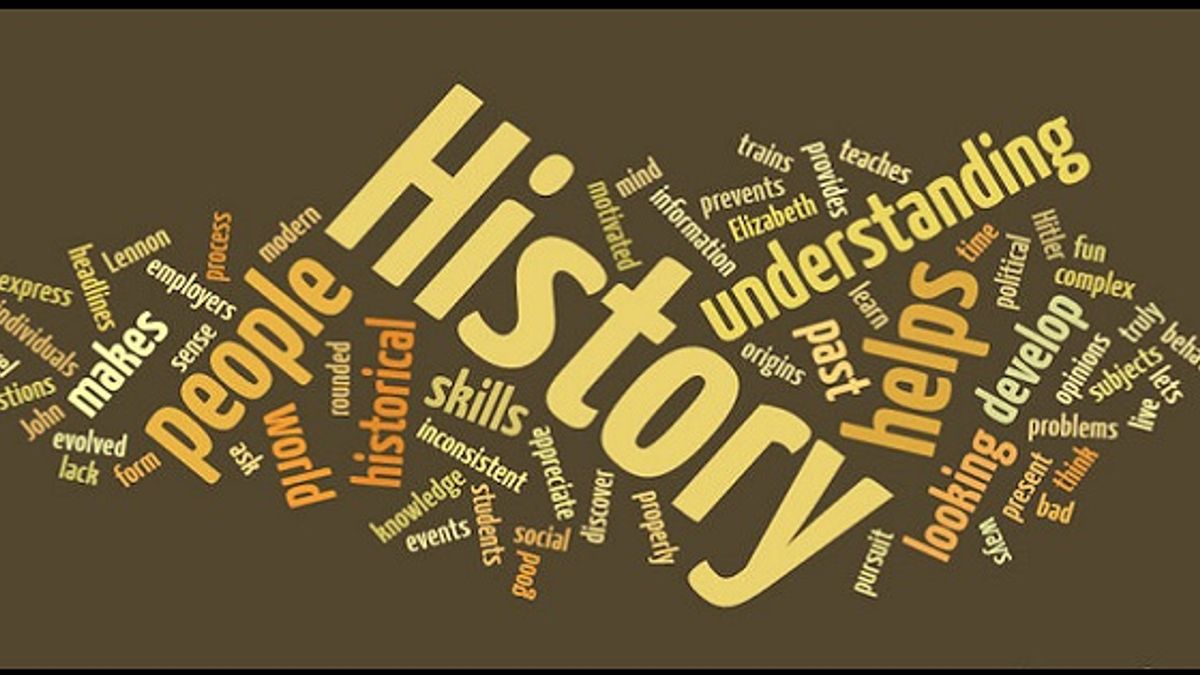 express
individuals
John
evolved
lack
headlines
Lennon
makes
employers
sense
form
process
modern
people
ask
world
rounded
historical
History
skills
inconsistent
knowledge
events
students
appreciate
social
good
discover
properly
motivated
mind
information
prevents
Elizabeth
trains
provides
teaches
understanding
origins
learn
past
helps
time
political
Hitler
fun
complex
develop
opinions
truly
subjects
lets
live
problems
looking
present
think
bad
ways
pursuit